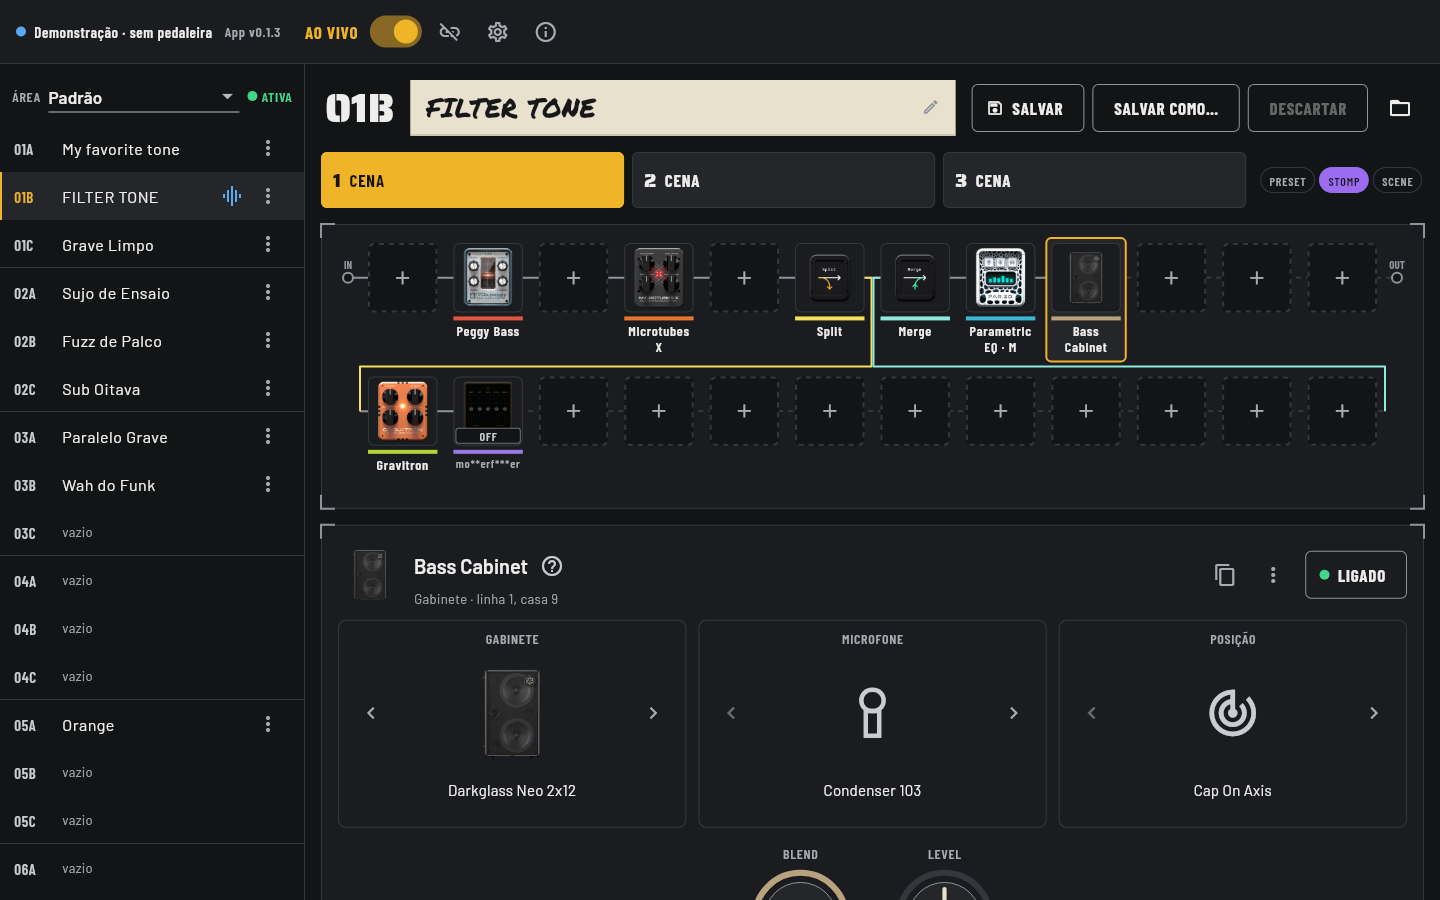 Demonstração · sem pedaleira App v0.1.3 AO VIVO
ÁREA Padrão ATIVA
01A My favorite tone
01B FILTER TONE
01C Grave Limpo
02A Sujo de Ensaio
02B Fuzz de Palco
02C Sub Oitava
03A Paralelo Grave
03B Wah do Funk
03C vazio
04A vazio
04B vazio
04C vazio
05A Orange
05B vazio
05C vazio
06A vazio
01B FILTER TONE SALVAR SALVAR COMO... DESCARTAR
1 CENA 2 CENA 3 CENA PRESET STOMP SCENE
IN OUT
Split Merge
Peggy Bass Microtubes X Split Merge Parametric EQ · M Bass Cabinet
OFF
Gravitron mo**erf***er
Bass Cabinet
Gabinete · linha 1, casa 9
LIGADO
GABINETE MICROFONE POSIÇÃO
Darkglass Neo 2x12 Condenser 103 Cap On Axis
BLEND LEVEL